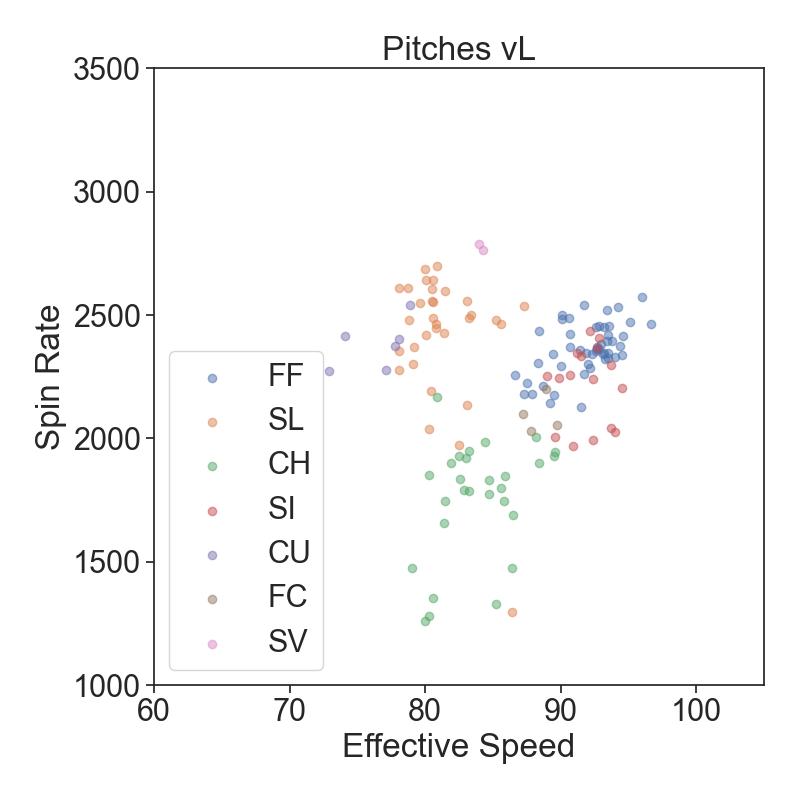 Pitches vL
3500
3000
2500
2000
1500
1000
Spin Rate
FF
SL
CH
SI
CU
FC
SV
60 70 80 90 100
Effective Speed